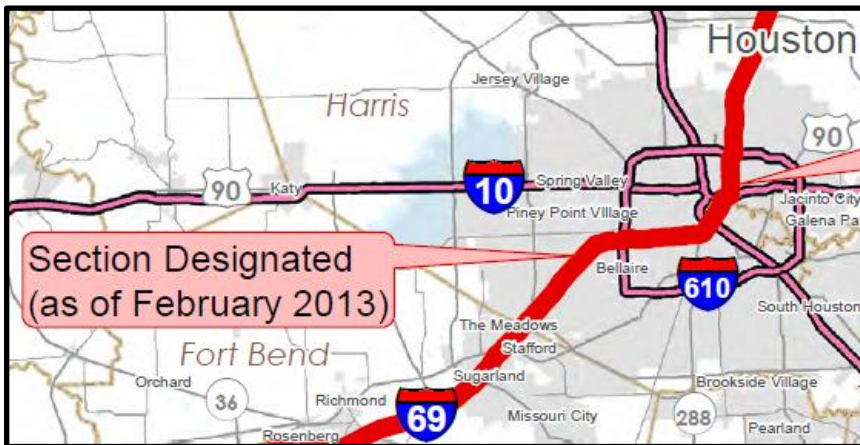 Houston
Jersey Village
Harris
90
90
Katy
10
Spring Valley
Jacinto City
Piney Point VIllage
Galena Pa
Section Designated
(as of February 2013)
Bellaire
610
South Houston
The Meadows
Stafford
Fort Bend
Sugarland
Orchard
36
Richmond
69
Missouri City
Brookside Village
288
Rosenberg
Pearland